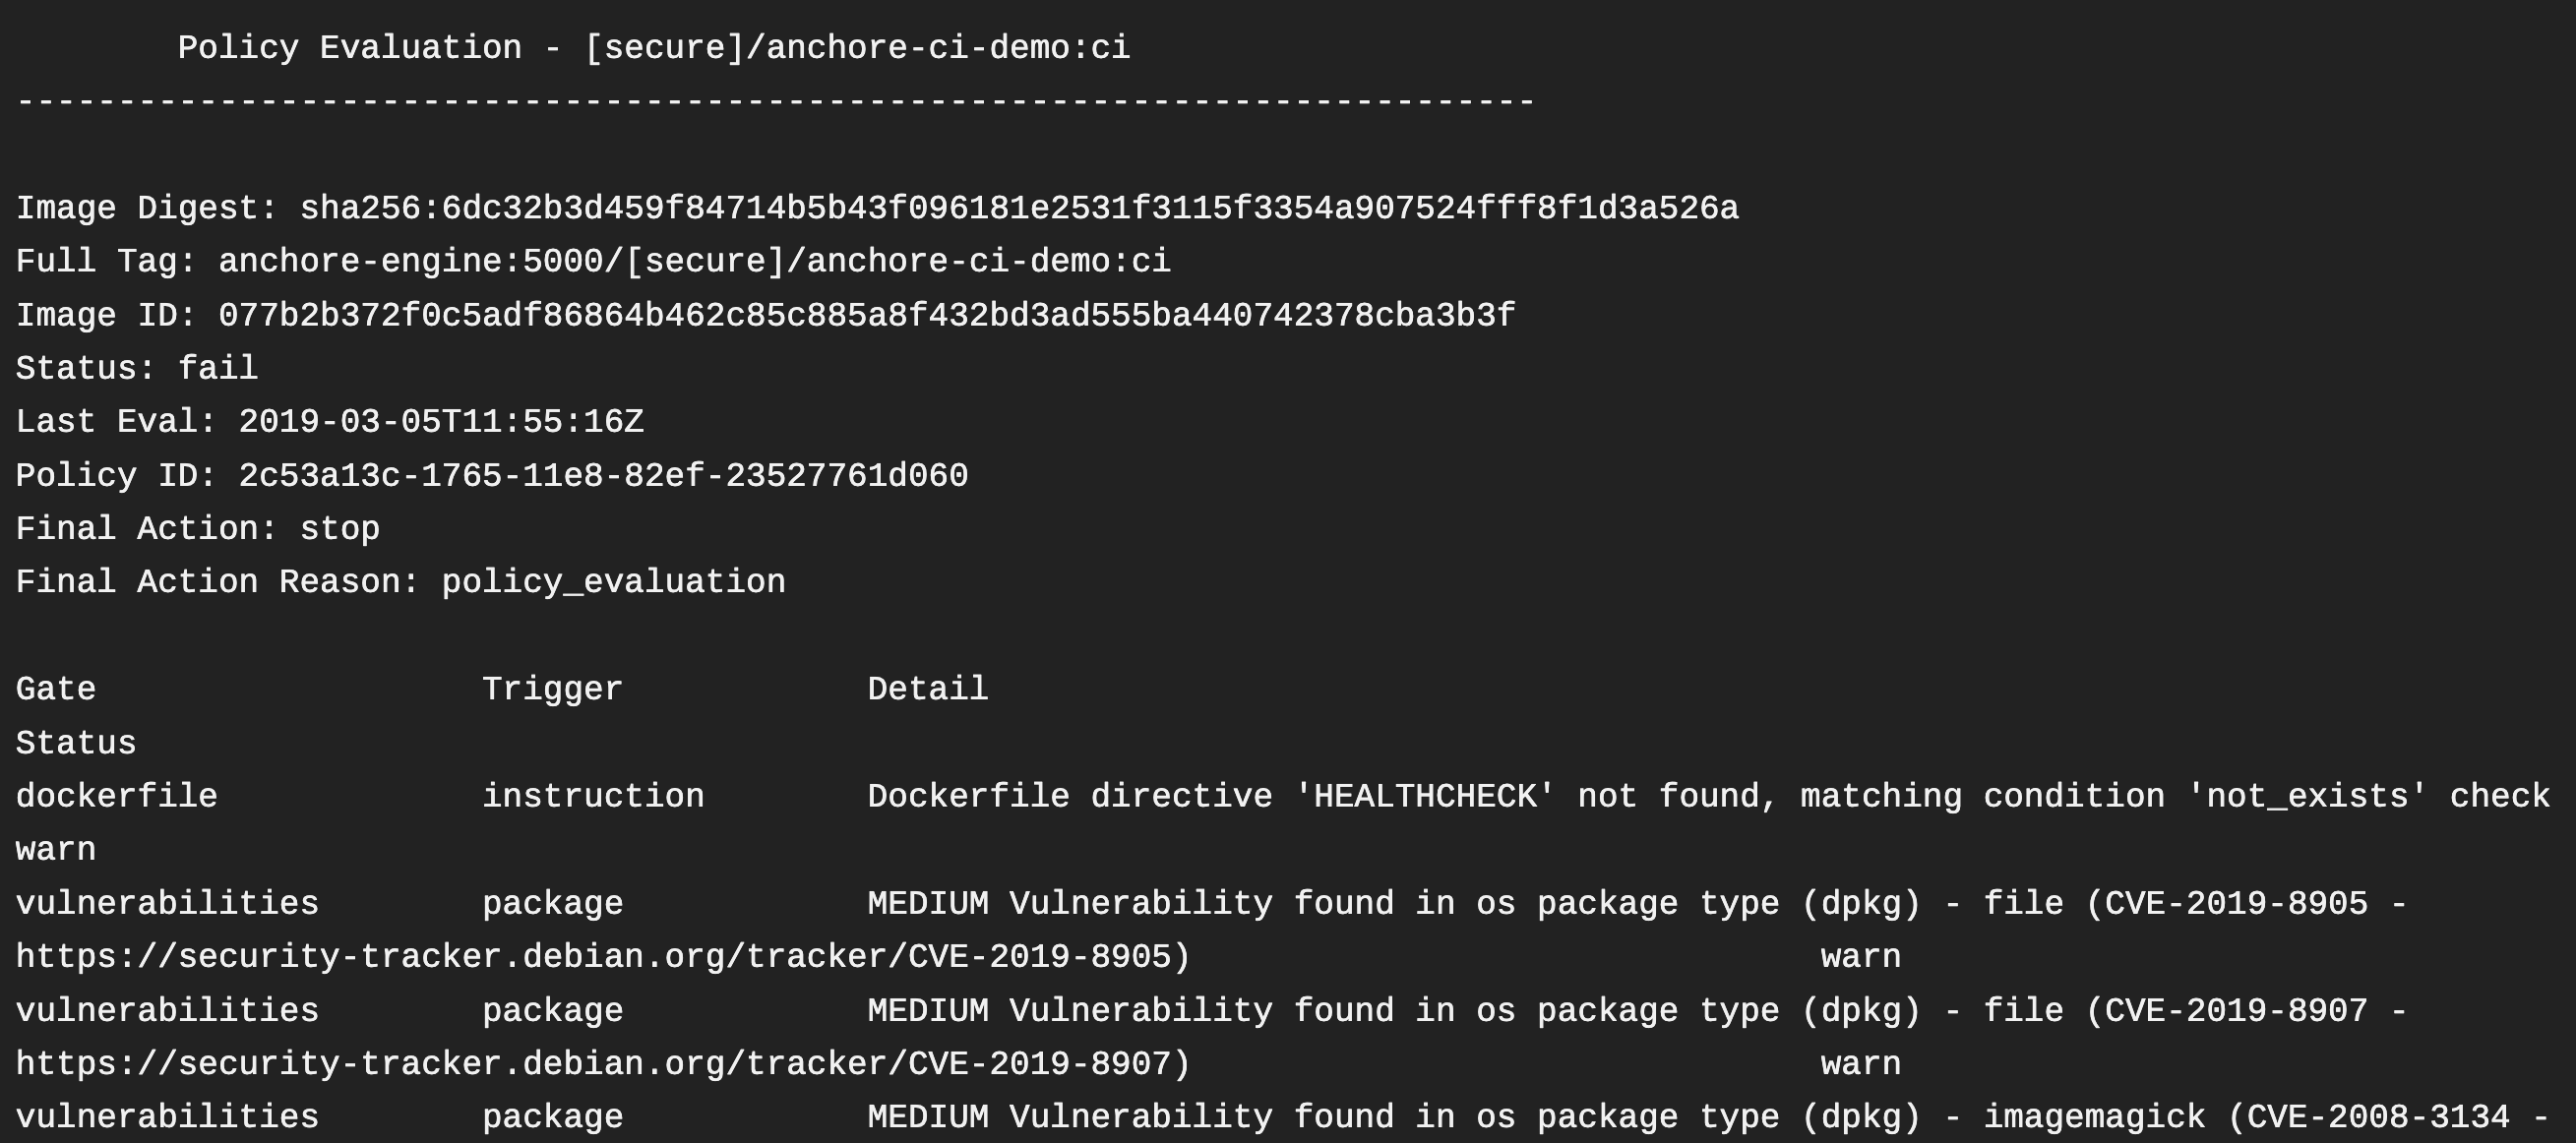 Policy Evaluation - [secure]/anchore-ci-demo:ci
---------------------------------------------------------------------------
Image Digest: sha256:6dc32b3d459f84714b5b43f096181e2531f3115f3354a907524fff8f1d3a526a
Full Tag: anchore-engine:5000/[secure]/anchore-ci-demo:ci
Image ID: 077b2b372f0c5adf86864b462c85c885a8f432bd3ad555ba440742378cba3b3f
Status: fail
Last Eval: 2019-03-05T11:55:16Z
Policy ID: 2c53a13c-1765-11e8-82ef-23527761d060
Final Action: stop
Final Action Reason: policy_evaluation
Gate                   Trigger            Detail
Status
dockerfile             instruction        Dockerfile directive 'HEALTHCHECK' not found, matching condition 'not_exists' check
warn
vulnerabilities        package            MEDIUM Vulnerability found in os package type (dpkg) - file (CVE-2019-8905 -
https://security-tracker.debian.org/tracker/CVE-2019-8905)                               warn
vulnerabilities        package            MEDIUM Vulnerability found in os package type (dpkg) - file (CVE-2019-8907 -
https://security-tracker.debian.org/tracker/CVE-2019-8907)                               warn
vulnerabilities        package            MEDIUM Vulnerability found in os package type (dpkg) - imagemagick (CVE-2008-3134 -